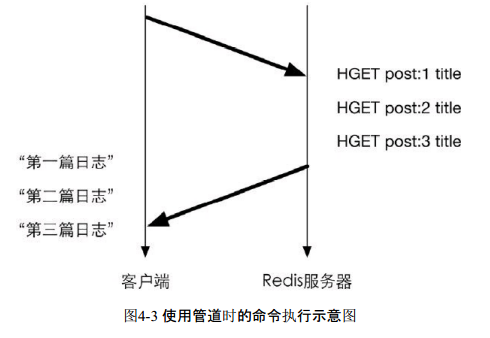 HGET post:1 title
HGET post:2 title
HGET post:3 title
“第一篇日志”
“第二篇日志”
“第三篇日志”
客户端
Redis服务器
图4-3 使用管道时的命令执行示意图